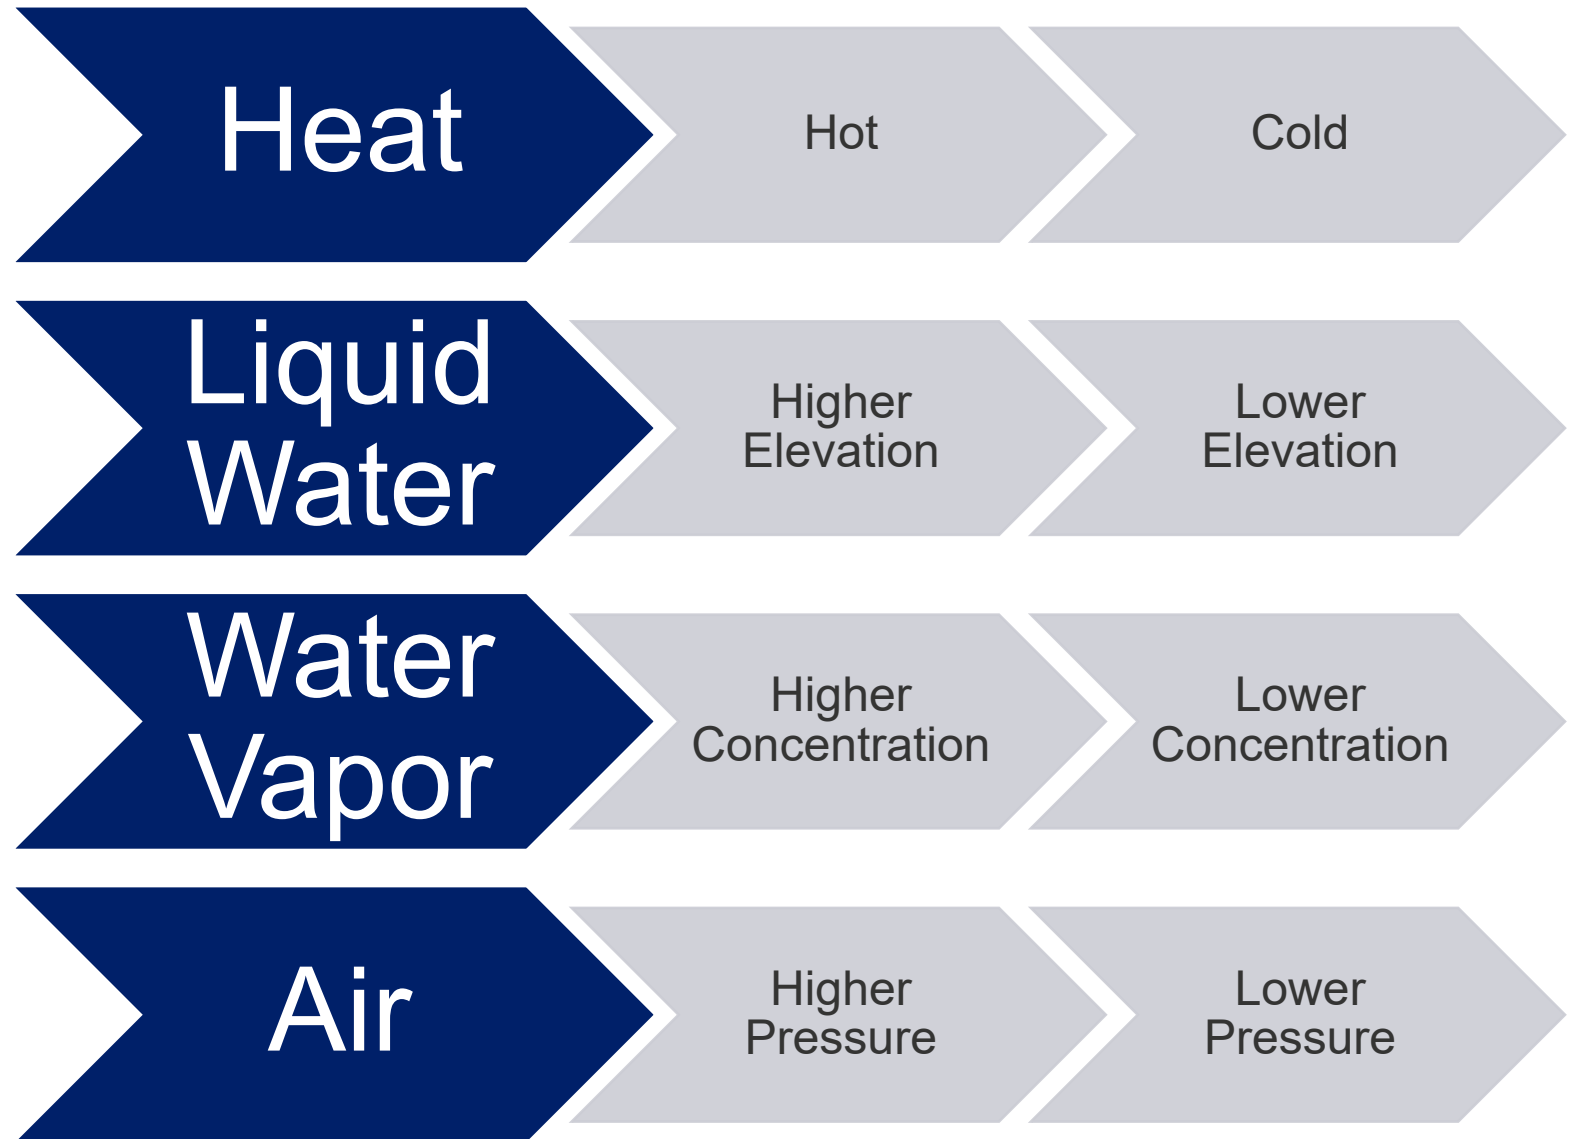 Heat
Hot
Cold
Liquid
Water
Higher
Elevation
Lower
Elevation
Water
Vapor
Higher
Concentration
Lower
Concentration
Air
Higher
Pressure
Lower
Pressure